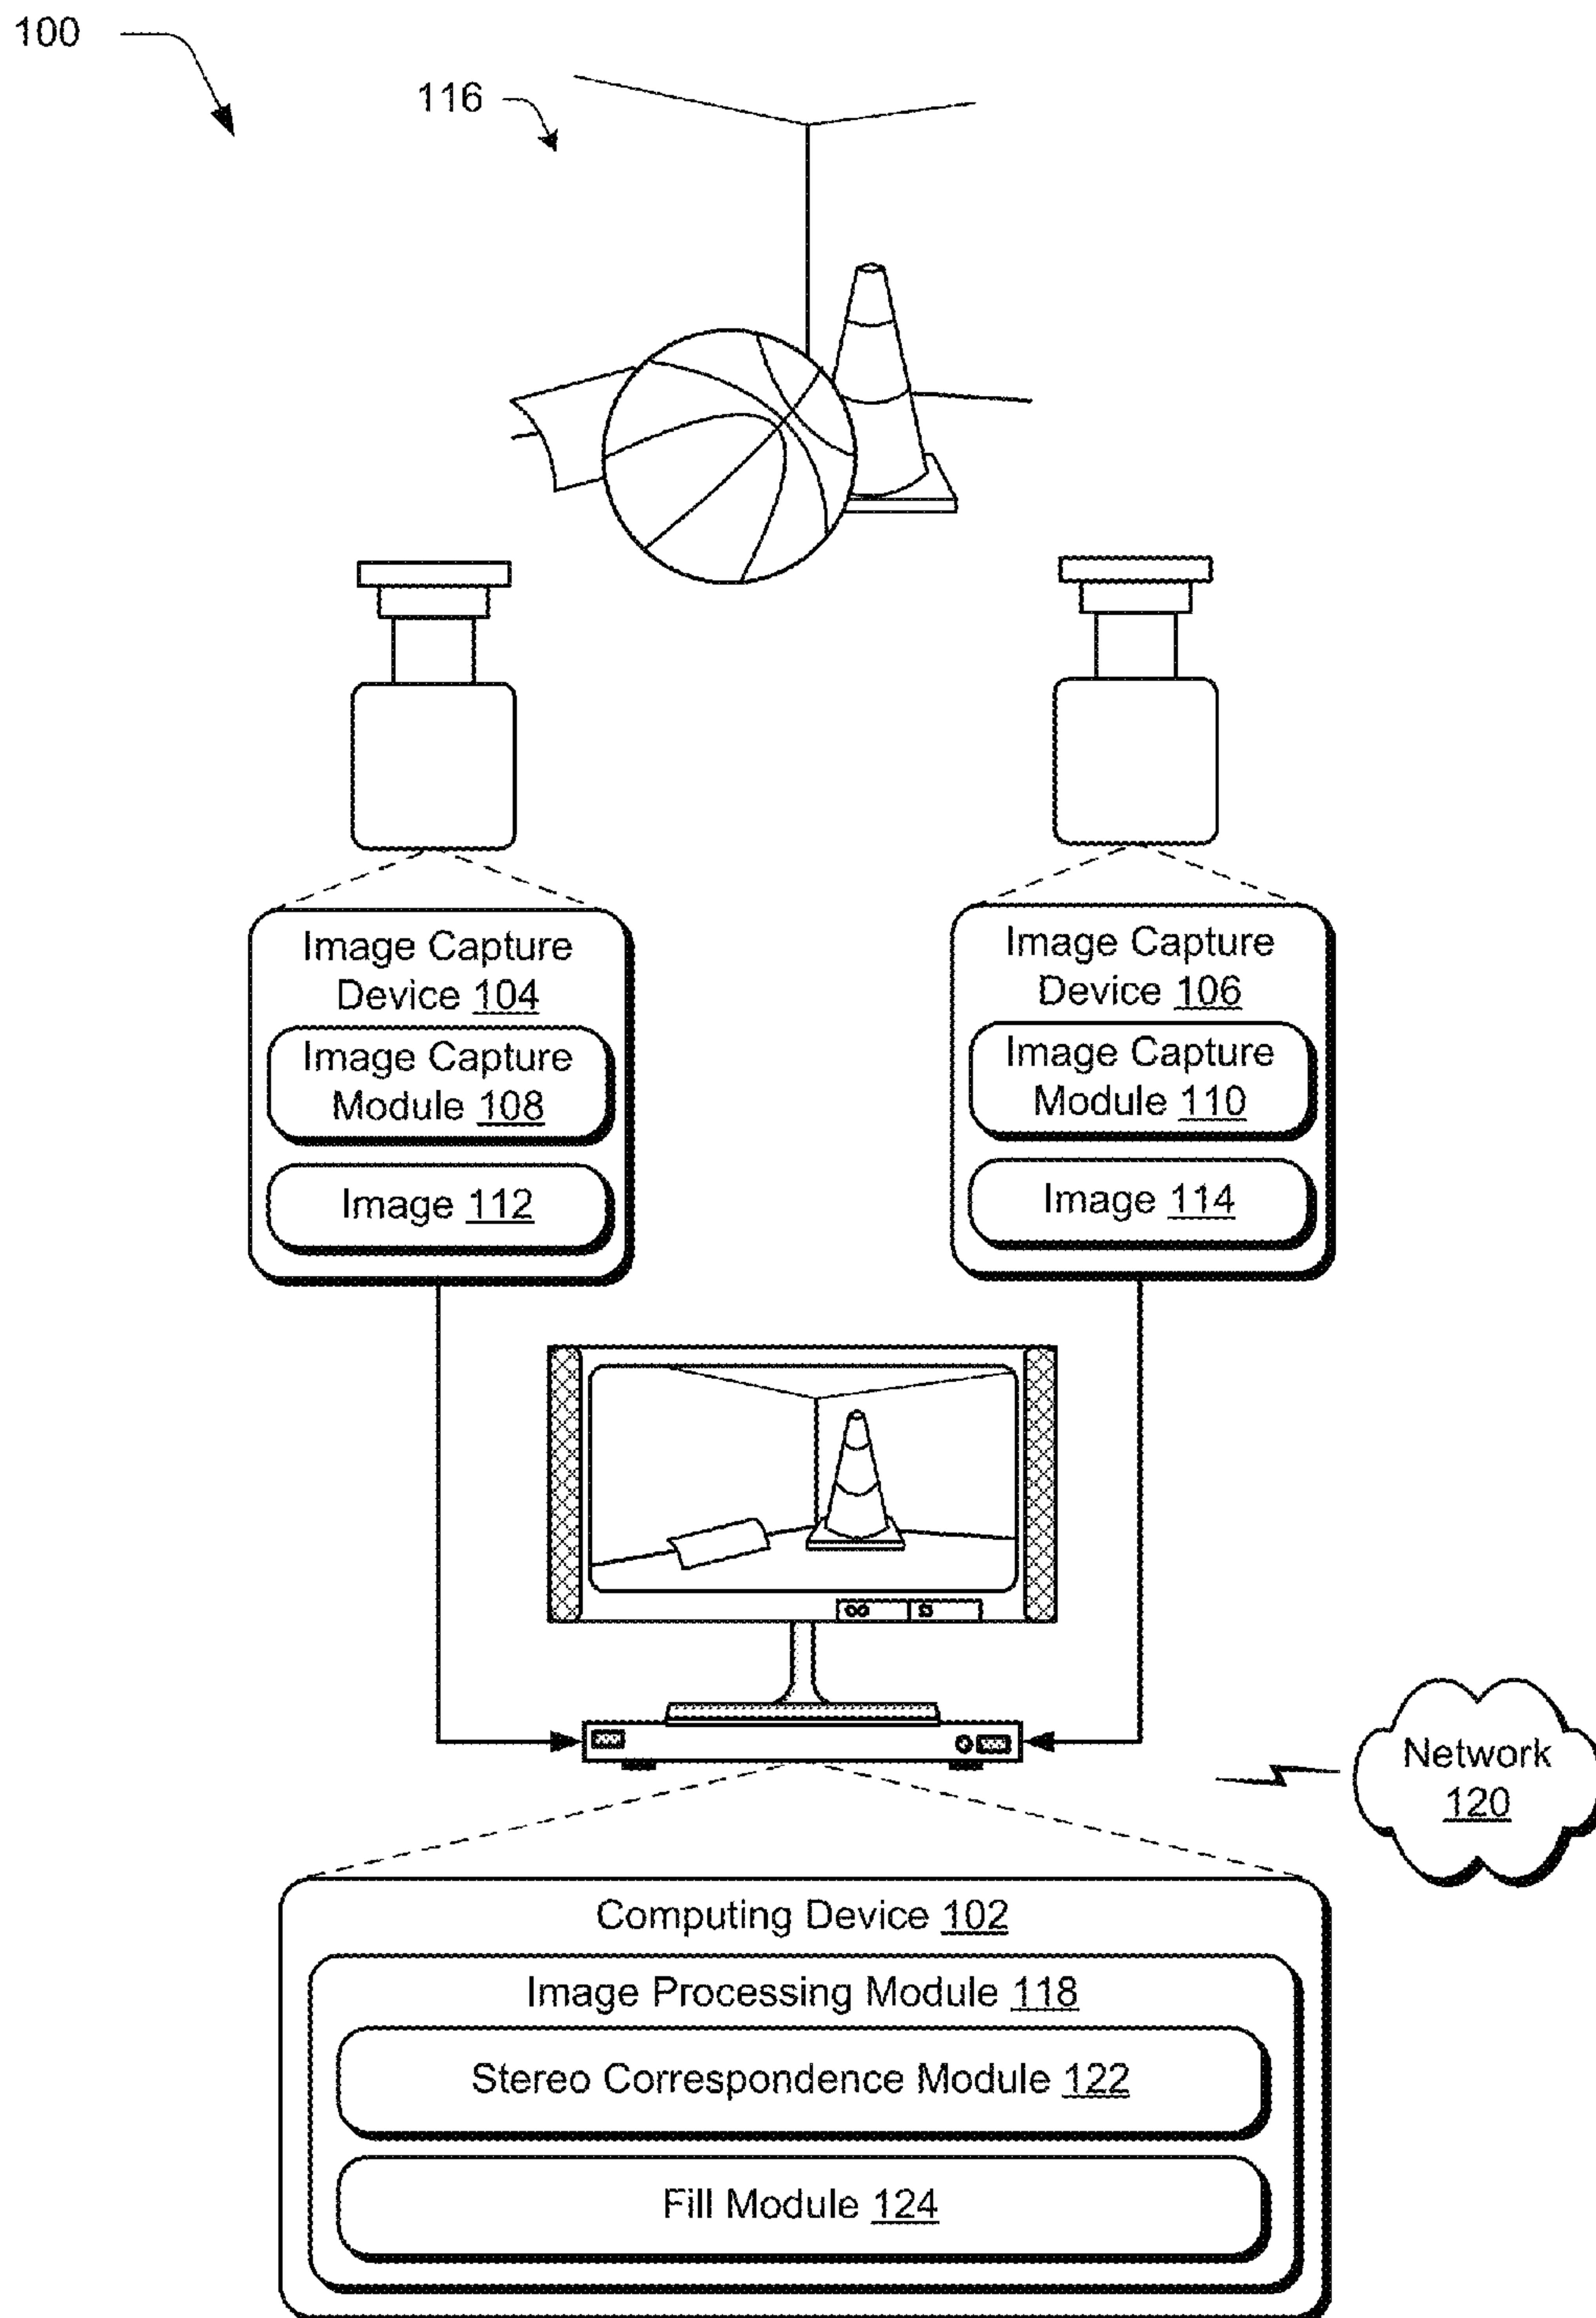 100
116
Image Capture
Device 104
Image Capture
Module 108
Image 112
Image Capture
Device 106
Image Capture
Module 110
Image 114
Network
120
Computing Device 102
Image Processing Module 118
Stereo Correspondence Module 122
Fill Module 124